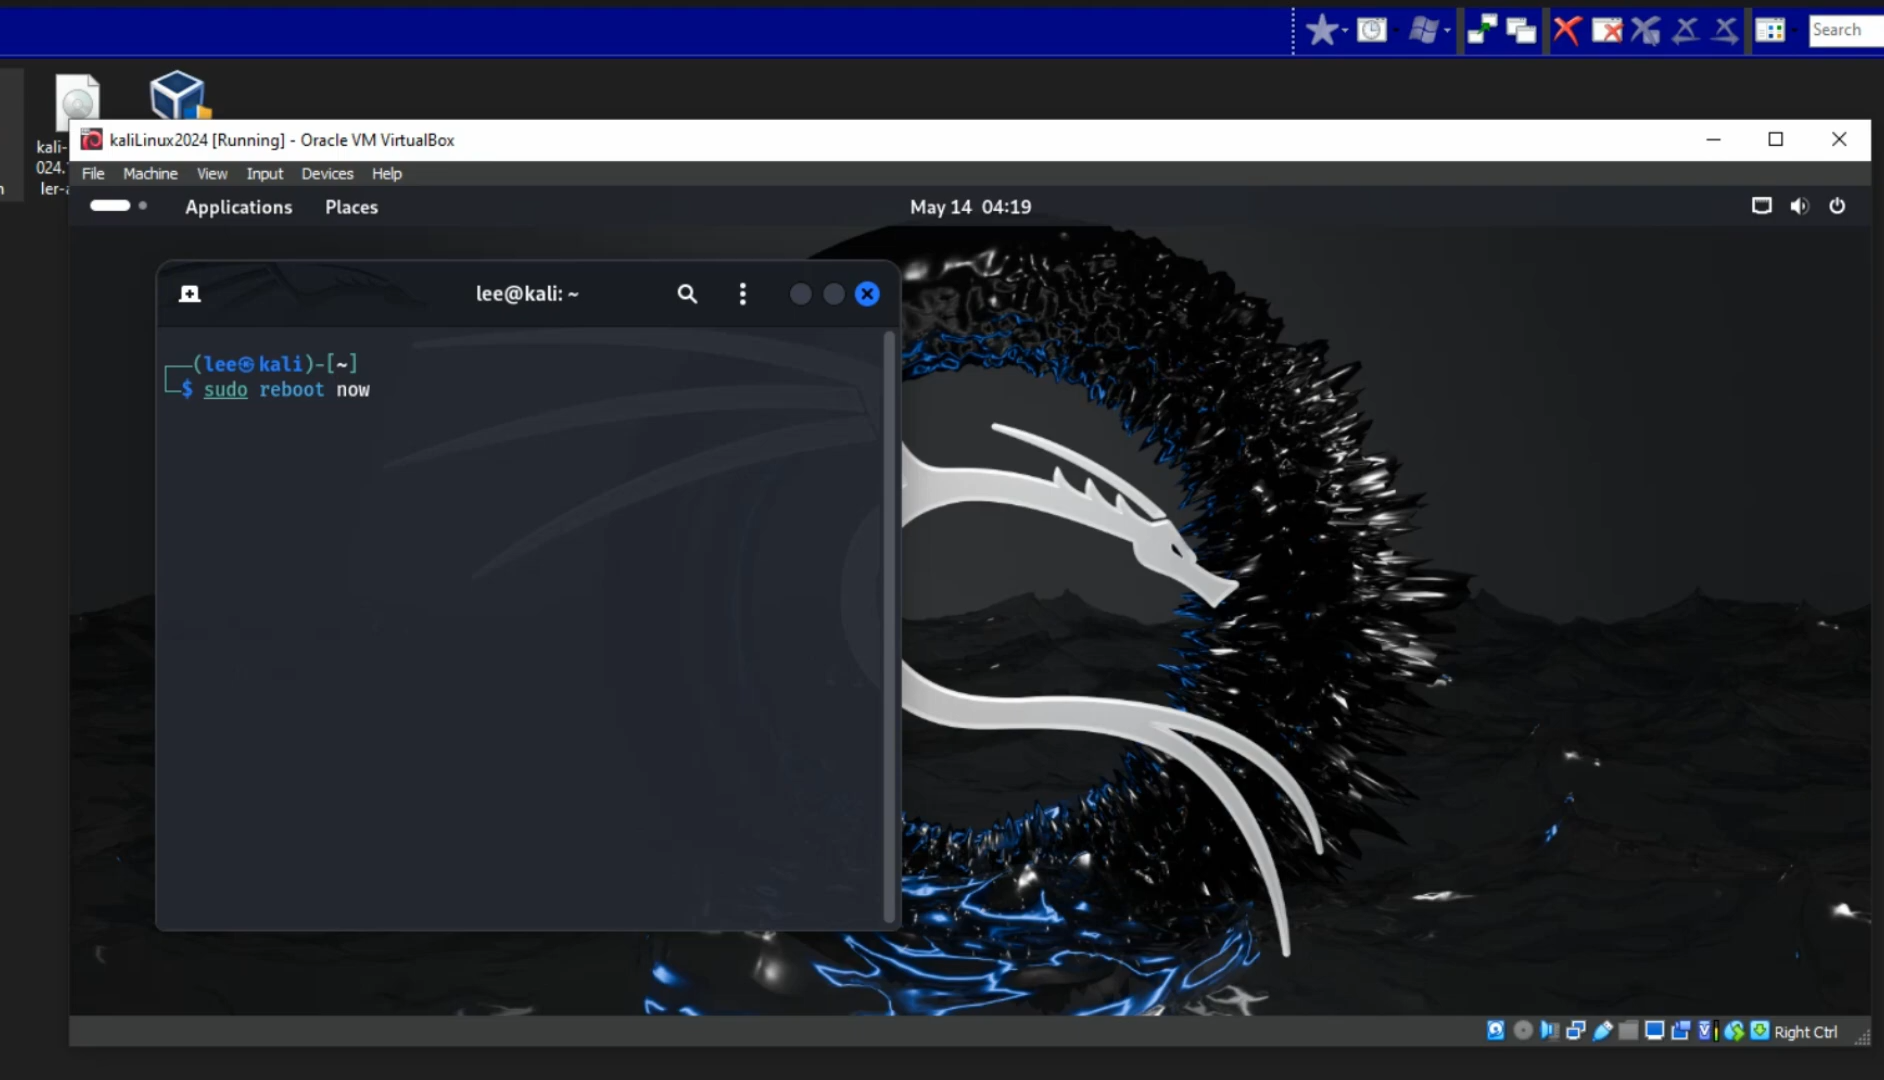 Search
kali-
024.
ler-a
n
kaliLinux2024 [Running] - Oracle VM VirtualBox
File Machine View Input Devices Help
Applications Places May 14 04:19
lee@kali: ~
(lee㉿kali)-[~]
$ sudo reboot now
Right Ctrl